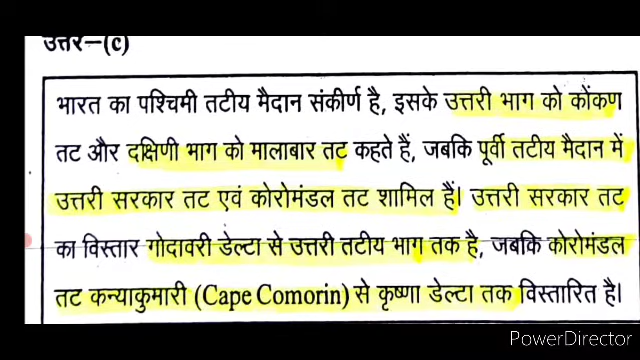 उत्तर–(c)
भारत का पश्चिमी तटीय मैदान संकीर्ण है, इसके उत्तरी भाग को कोंकण
तट और दक्षिणी भाग को मालाबार तट कहते हैं, जबकि पूर्वी तटीय मैदान में
उत्तरी सरकार तट एवं कोरोमंडल तट शामिल हैं। उत्तरी सरकार तट
का विस्तार गोदावरी डेल्टा से उत्तरी तटीय भाग तक है, जबकि कोरोमंडल
तट कन्याकुमारी (Cape Comorin) से कृष्णा डेल्टा तक विस्तारित है।
PowerDirector